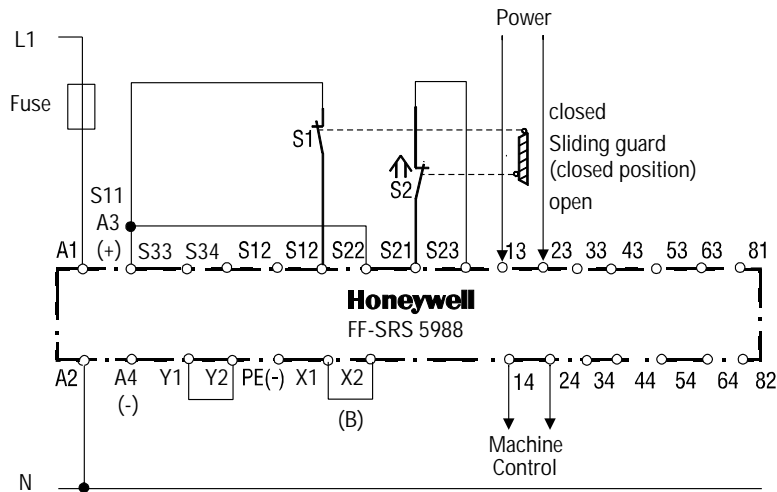 Power
L1
Fuse
closed
Sliding guard
(closed position)
open
S1
S2
S11
A3
(+)
A1 S33 S34 S12 S12 S22 S21 S23 13 23 33 43 53 63 81
Honeywell
FF-SRS 5988
A2 A4 Y1 Y2 PE(-) X1 X2 14 24 34 44 54 64 82
(-)
(B)
Machine
Control
N